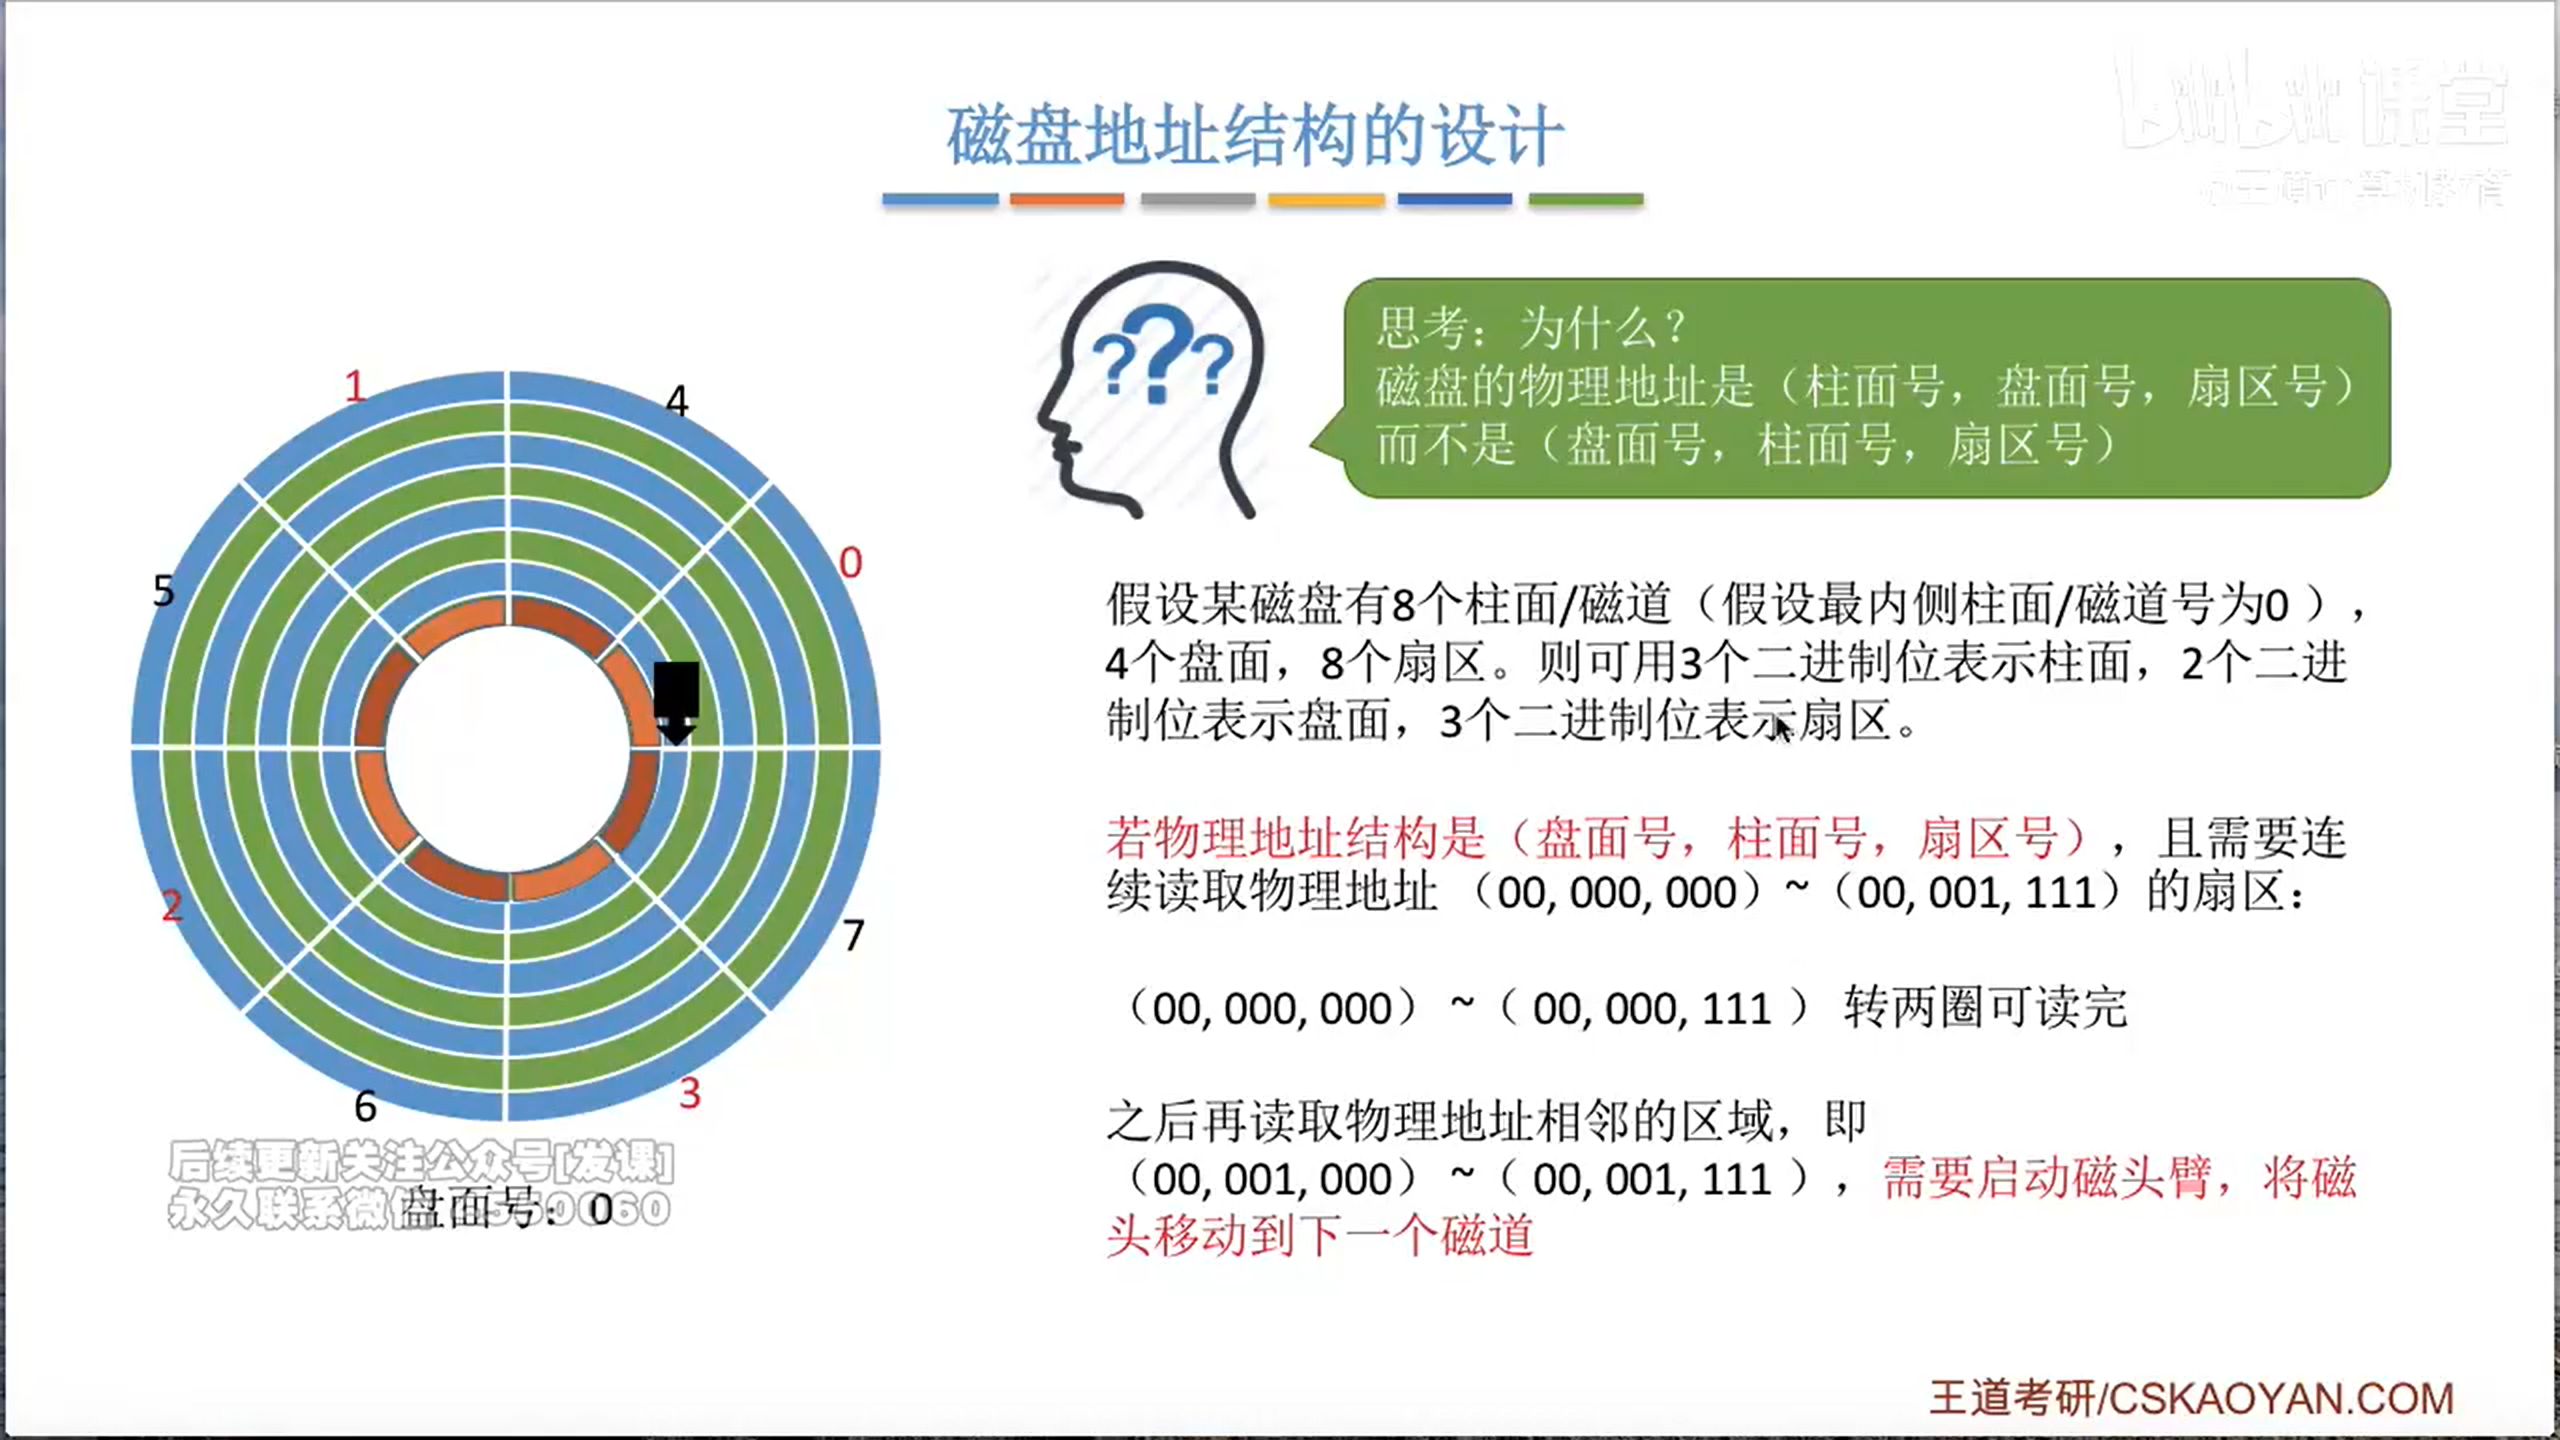 磁盘地址结构的设计
bilibili 课堂
@王道计算机教育
? ? ?
思考：为什么？
磁盘的物理地址是（柱面号，盘面号，扇区号）
而不是（盘面号，柱面号，扇区号）
1
4
0
5
7
2
3
6
后续更新关注公众号[发课]
盘面号：0
假设某磁盘有8个柱面/磁道（假设最内侧柱面/磁道号为0 ），
4个盘面，8个扇区。则可用3个二进制位表示柱面，2个二进
制位表示盘面，3个二进制位表示扇区。
若物理地址结构是（盘面号，柱面号，扇区号），且需要连
续读取物理地址 （00, 000, 000）~（00, 001, 111）的扇区：
（00, 000, 000） ~（ 00, 000, 111 ） 转两圈可读完
之后再读取物理地址相邻的区域，即
（00, 001, 000） ~（ 00, 001, 111 ），需要启动磁头臂，将磁
头移动到下一个磁道
王道考研/CSKAOYAN.COM